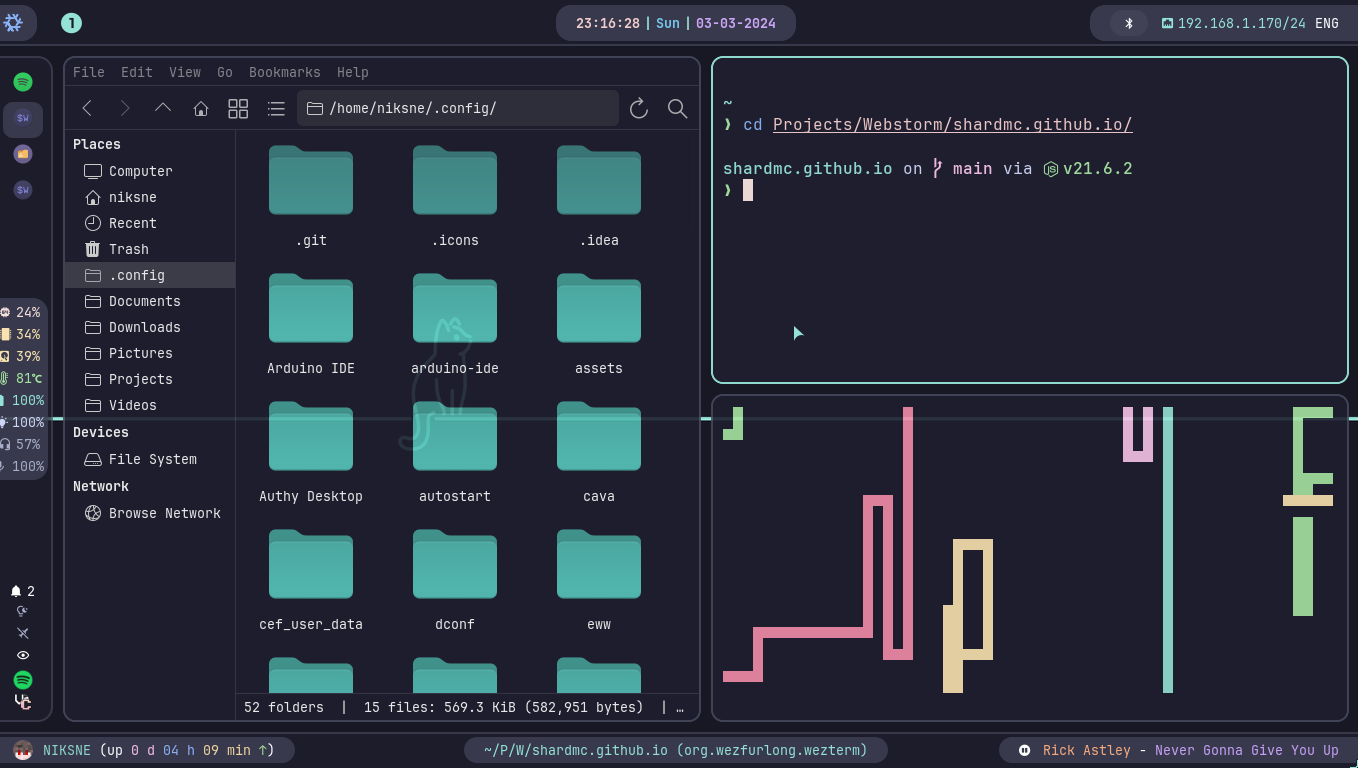 1
23:16:28 | Sun | 03-03-2024
192.168.1.170/24 ENG
File Edit View Go Bookmarks Help
/home/niksne/.config/
Places
Computer
niksne
Recent
Trash
.config
Documents
Downloads
Pictures
Projects
Videos
Devices
File System
Network
Browse Network
.git .icons .idea
Arduino IDE arduino-ide assets
Authy Desktop autostart cava
cef_user_data dconf eww
52 folders | 15 files: 569.3 KiB (582,951 bytes) | …
~
❯ cd Projects/Webstorm/shardmc.github.io/
shardmc.github.io on main via v21.6.2
❯
$W
$W
24%
34%
39%
81℃
100%
100%
57%
100%
2
NIKSNE (up 0 d 04 h 09 min ↑)
~/P/W/shardmc.github.io (org.wezfurlong.wezterm)
Rick Astley - Never Gonna Give You Up